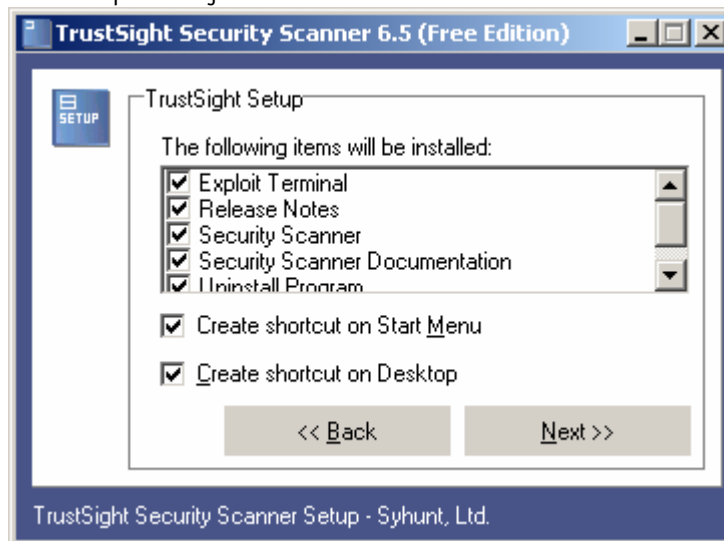 TrustSight Security Scanner 6.5 (Free Edition)
SETUP
TrustSight Setup
The following items will be installed:
Exploit Terminal
Release Notes
Security Scanner
Security Scanner Documentation
Uninstall Program
Create shortcut on Start Menu
Create shortcut on Desktop
<< Back
Next >>
TrustSight Security Scanner Setup - Syhunt, Ltd.